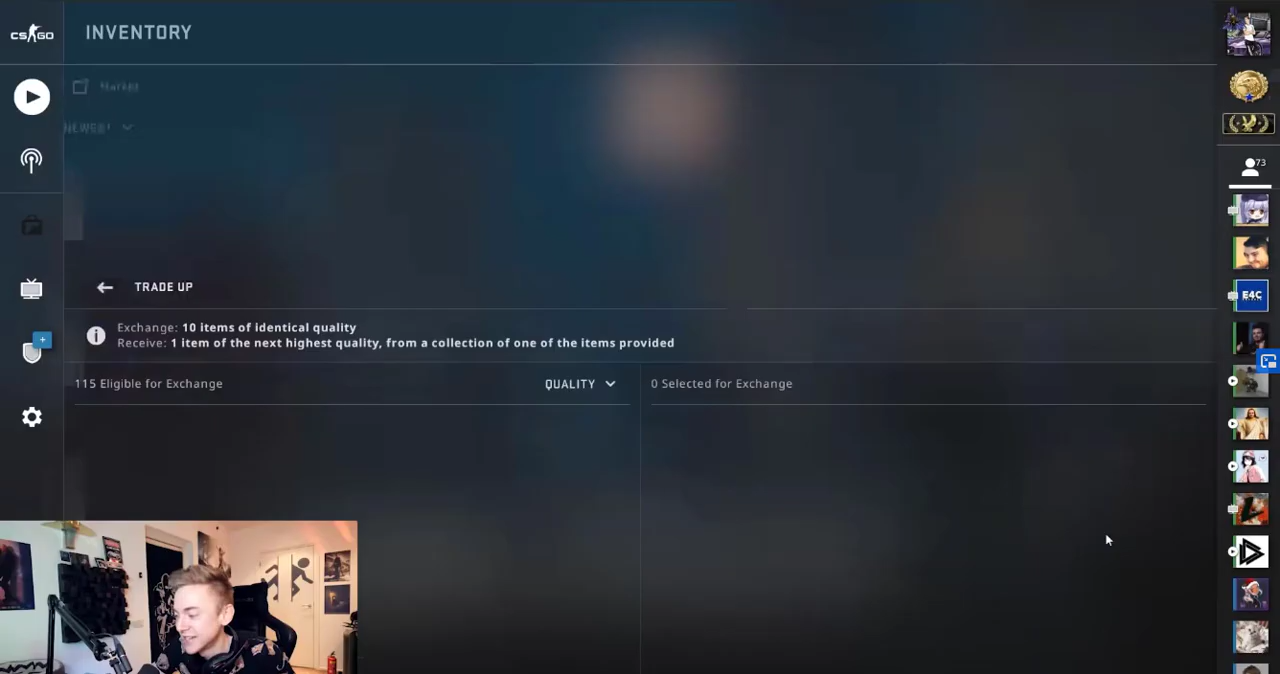 CS GO
INVENTORY
Market
NEWEST
73
TRADE UP
Exchange: 10 items of identical quality
Receive: 1 item of the next highest quality, from a collection of one of the items provided
115 Eligible for Exchange
QUALITY
0 Selected for Exchange
E4C